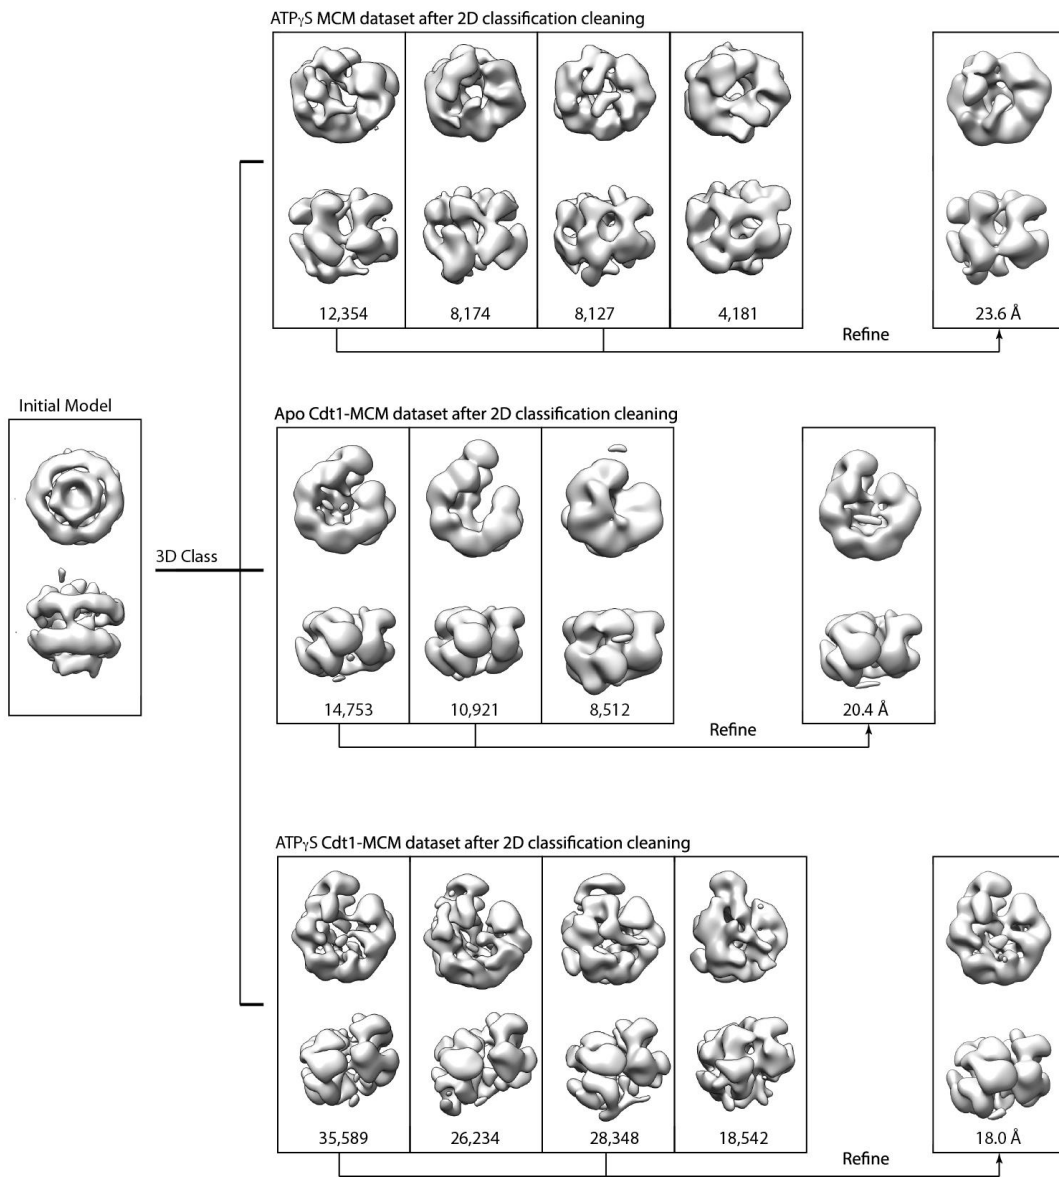 ATPγS MCM dataset after 2D classification cleaning
12,354
8,174
8,127
4,181
Refine
23.6 Å
Initial Model
3D Class
Apo Cdt1-MCM dataset after 2D classification cleaning
14,753
10,921
8,512
Refine
20.4 Å
ATPγS Cdt1-MCM dataset after 2D classification cleaning
35,589
26,234
28,348
18,542
Refine
18.0 Å